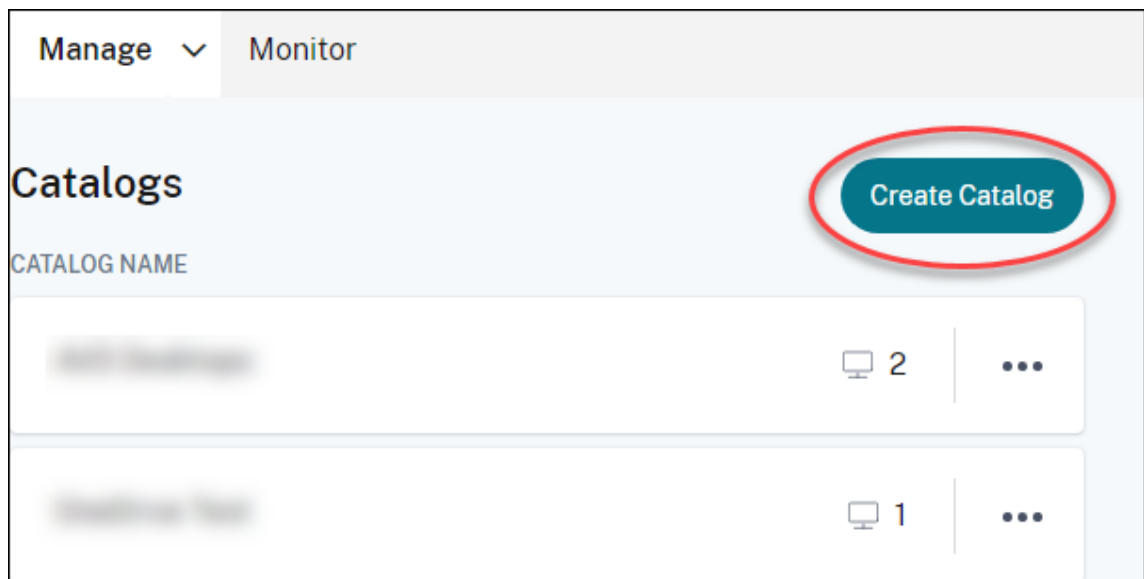 Manage Monitor
Catalogs
Create Catalog
CATALOG NAME
2
1